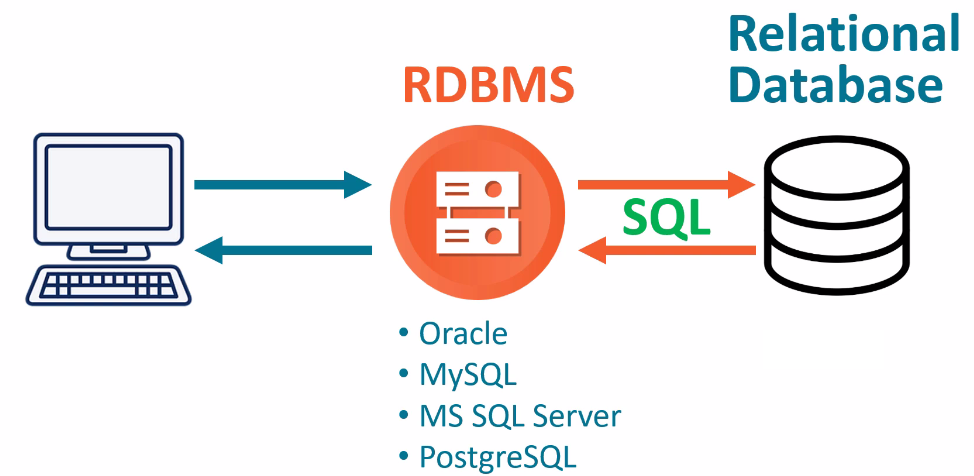 Relational
Database
RDBMS
SQL
• Oracle
• MySQL
• MS SQL Server
• PostgreSQL